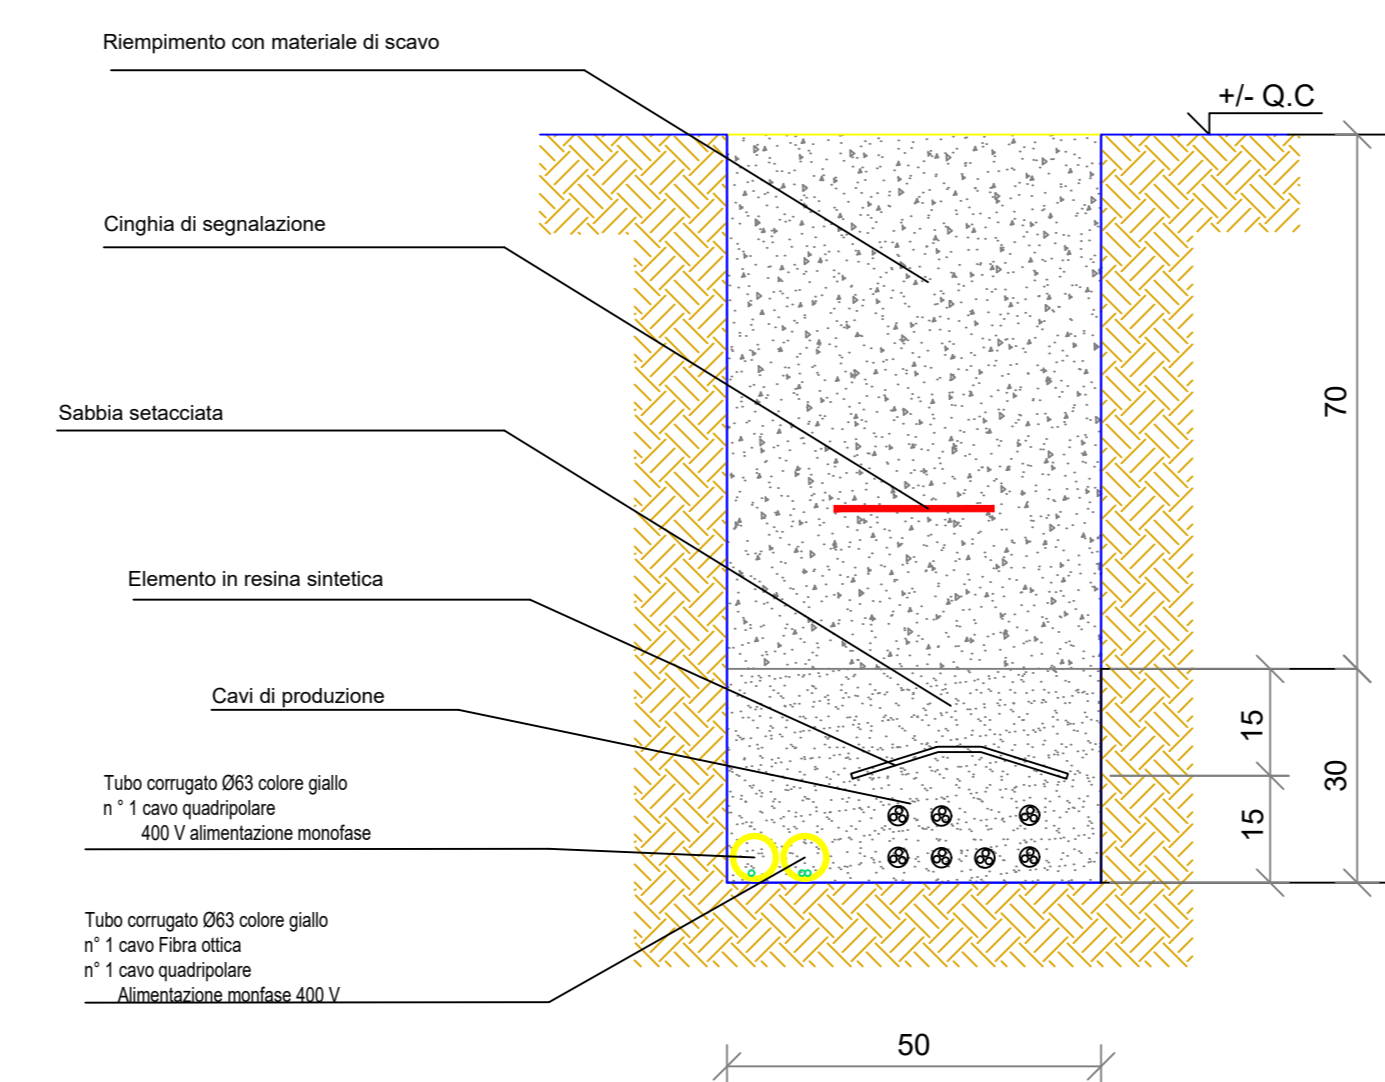 Riempimento con materiale di scavo
+/- Q.C
Cinghia di segnalazione
70
Sabbia setacciata
Elemento in resina sintetica
Cavi di produzione
15
30
15
Tubo corrugato Ø63 colore giallo
n ° 1 cavo quadripolare
400 V alimentazione monofase
Tubo corrugato Ø63 colore giallo
n° 1 cavo Fibra ottica
n° 1 cavo quadripolare
Alimentazione monfase 400 V
50